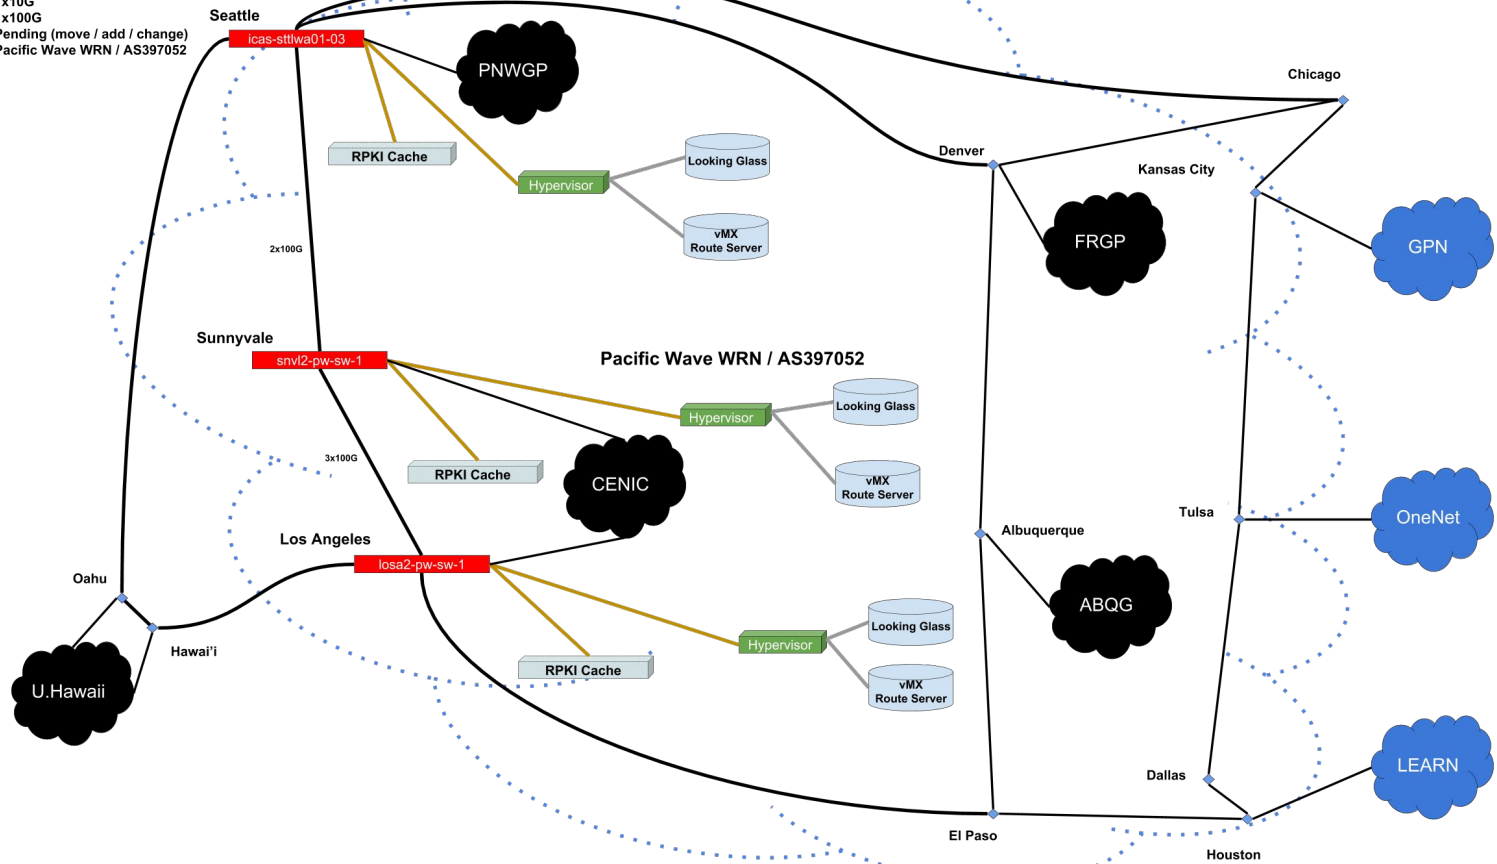 x10G
x100G
Pending (move / add / change)
Pacific Wave WRN / AS397052
Seattle
icas-sttlwa01-03
PNWGP
RPKI Cache
Hypervisor
Looking Glass
vMX
Route Server
Chicago
Denver
Kansas City
FRGP
GPN
2x100G
Sunnyvale
snvl2-pw-sw-1
Pacific Wave WRN / AS397052
Hypervisor
Looking Glass
vMX
Route Server
3x100G
RPKI Cache
CENIC
Los Angeles
losa2-pw-sw-1
Albuquerque
Tulsa
OneNet
Oahu
Hawai'i
U.Hawaii
RPKI Cache
Hypervisor
Looking Glass
vMX
Route Server
ABQG
Dallas
LEARN
El Paso
Houston